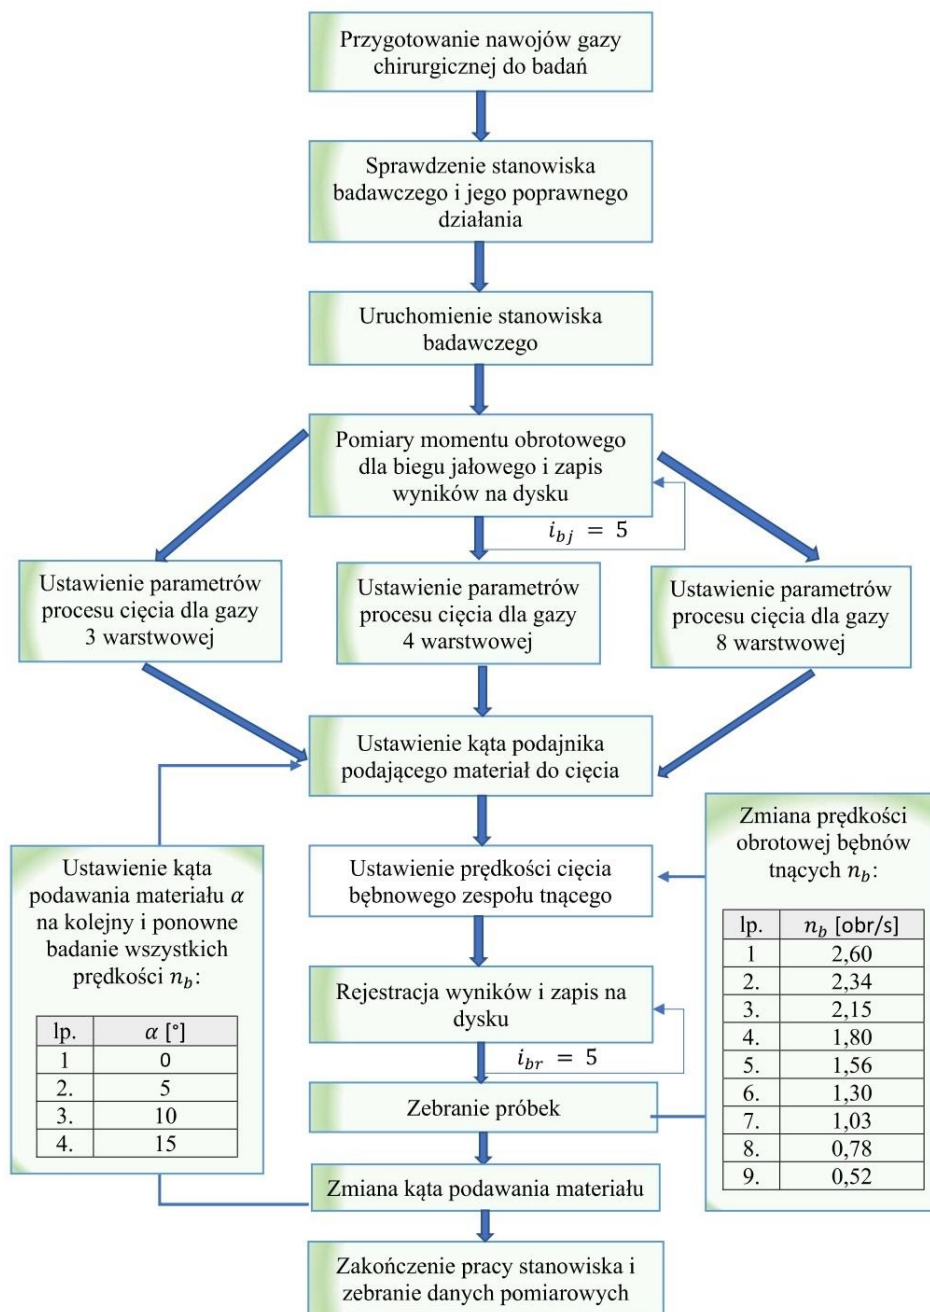 Przygotowanie nawojów gazy
chirurgicznej do badań
Sprawdzenie stanowiska
badawczego i jego poprawnego
działania
Uruchomienie stanowiska
badawczego
Pomiary momentu obrotowego
dla biegu jałowego i zapis
wyników na dysku
i_{bj} = 5
Ustawienie parametrów
procesu cięcia dla gazy
3 warstwowej
Ustawienie parametrów
procesu cięcia dla gazy
4 warstwowej
Ustawienie parametrów
procesu cięcia dla gazy
8 warstwowej
Ustawienie kąta podajnika
podającego materiał do cięcia
Ustawienie kąta
podawania materiału α
na kolejny i ponowne
badanie wszystkich
prędkości n_b:
lp. α [°]
1 0
2. 5
3. 10
4. 15
Ustawienie prędkości cięcia
bębnowego zespołu tnącego
Zmiana prędkości
obrotowej bębnów
tnących n_b:
lp. n_b [obr/s]
1 2,60
2. 2,34
3. 2,15
4. 1,80
5. 1,56
6. 1,30
7. 1,03
8. 0,78
9. 0,52
Rejestracja wyników i zapis na
dysku
i_{br} = 5
Zebranie próbek
Zmiana kąta podawania materiału
Zakończenie pracy stanowiska i
zebranie danych pomiarowych